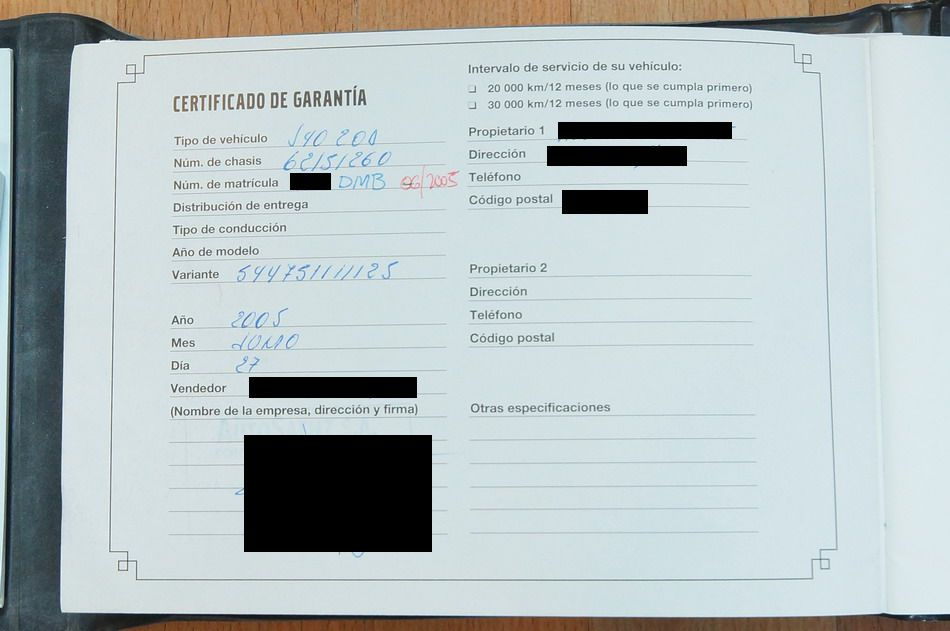 CERTIFICADO DE GARANTÍA
Tipo de vehículo
Núm. de chasis 62151260
Núm. de matrícula DMB 06/2005
Distribución de entrega
Tipo de conducción
Año de modelo
Variante 544751111125
Año 2005
Mes JUNIO
Día 27
Vendedor
(Nombre de la empresa, dirección y firma)
Intervalo de servicio de su vehículo:
❏ 20 000 km/12 meses (lo que se cumpla primero)
❏ 30 000 km/12 meses (lo que se cumpla primero)
Propietario 1
Dirección
Teléfono
Código postal
Propietario 2
Dirección
Teléfono
Código postal
Otras especificaciones